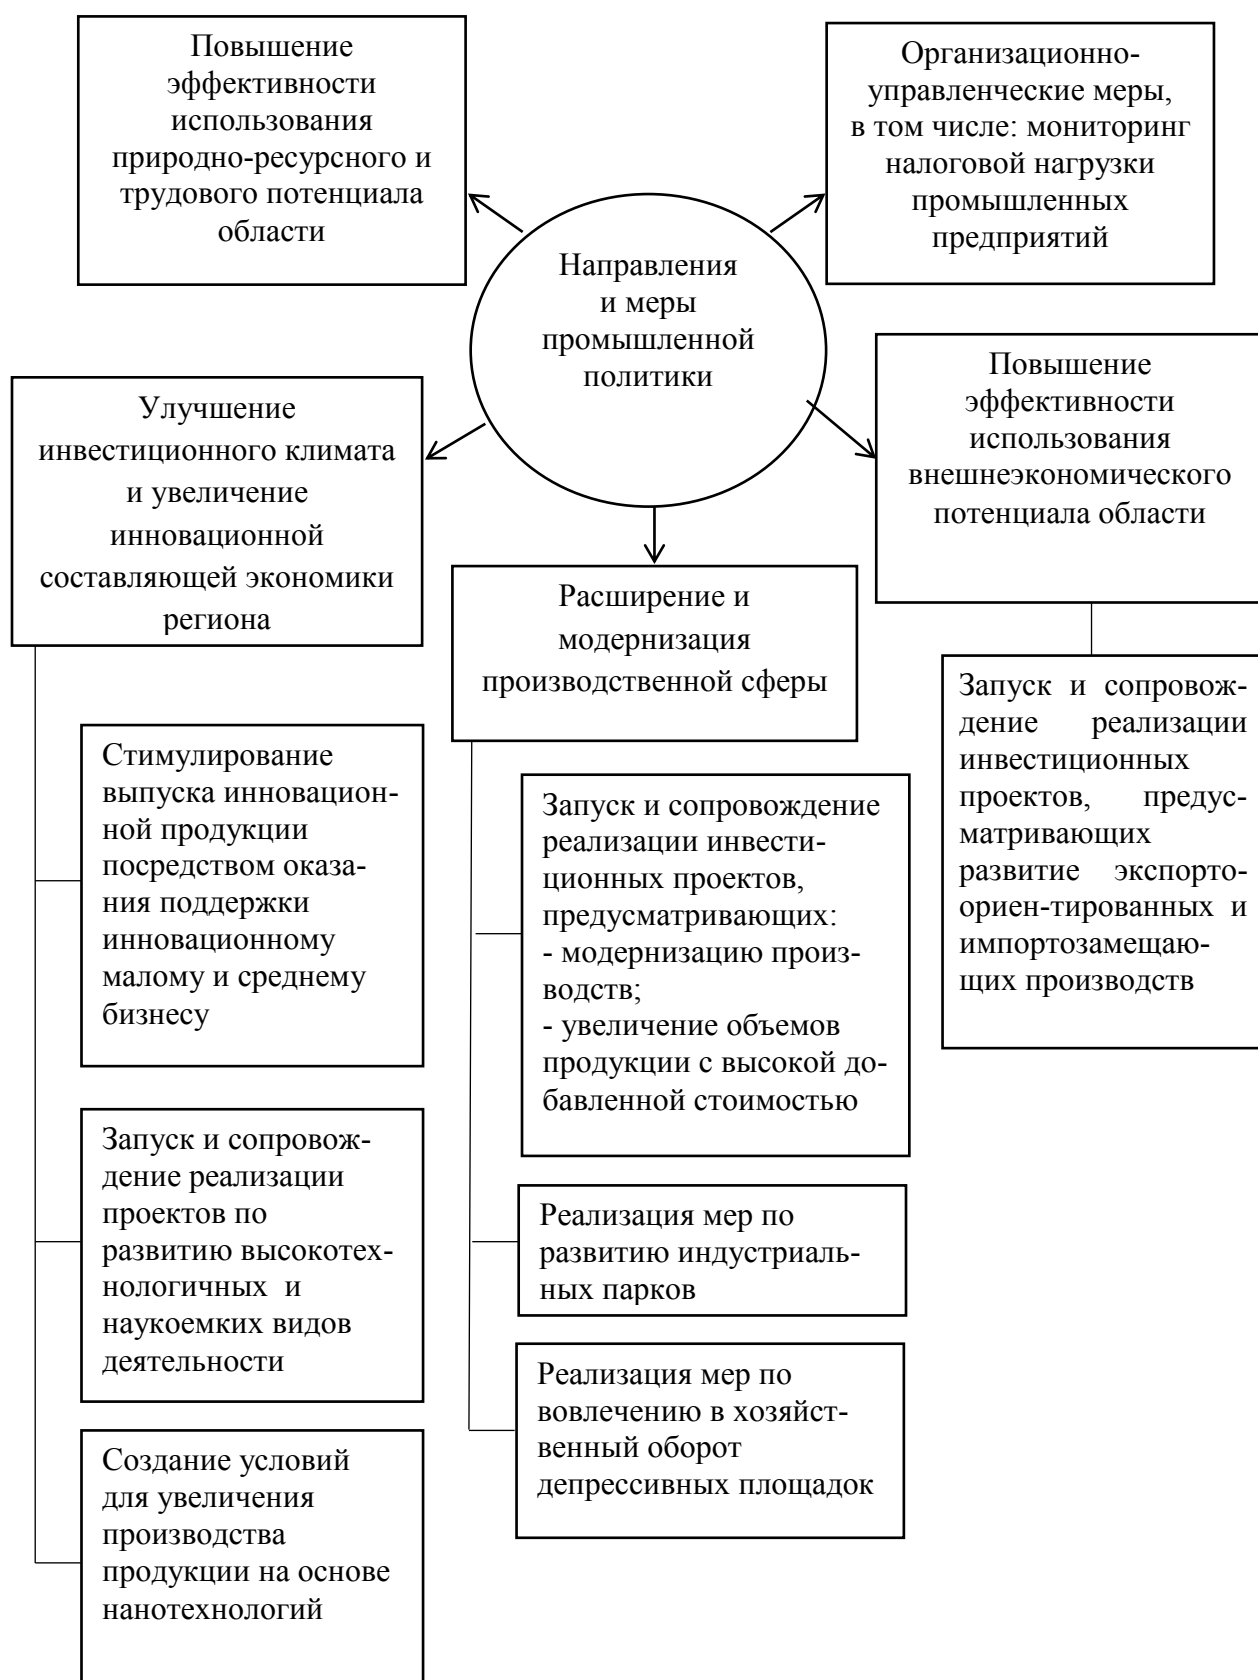 Повышение
эффективности
использования
природно-ресурсного и
трудового потенциала
области
Организационно-
управленческие меры,
в том числе: мониторинг
налоговой нагрузки
промышленных
предприятий
Направления
и меры
промышленной
политики
Улучшение
инвестиционного климата
и увеличение
инновационной
составляющей экономики
региона
Повышение
эффективности
использования
внешнеэкономического
потенциала области
Расширение и
модернизация
производственной сферы
Стимулирование
выпуска инновацион-
ной продукции
посредством оказа-
ния поддержки
инновационному
малому и среднему
бизнесу
Запуск и сопровож-
дение реализации
проектов по
развитию высокотех-
нологичных и
наукоемких видов
деятельности
Создание условий
для увеличения
производства
продукции на основе
нанотехнологий
Запуск и сопровождение
реализации инвести-
ционных проектов,
предусматривающих:
- модернизацию произ-
водств;
- увеличение объемов
продукции с высокой до-
бавленной стоимостью
Реализация мер по
развитию индустриаль-
ных парков
Реализация мер по
вовлечению в хозяйст-
венный оборот
депрессивных площадок
Запуск и сопровож-
дение реализации
инвестиционных
проектов, предус-
матривающих
развитие экспорто-
ориен-тированных и
импортозамещаю-
щих производств